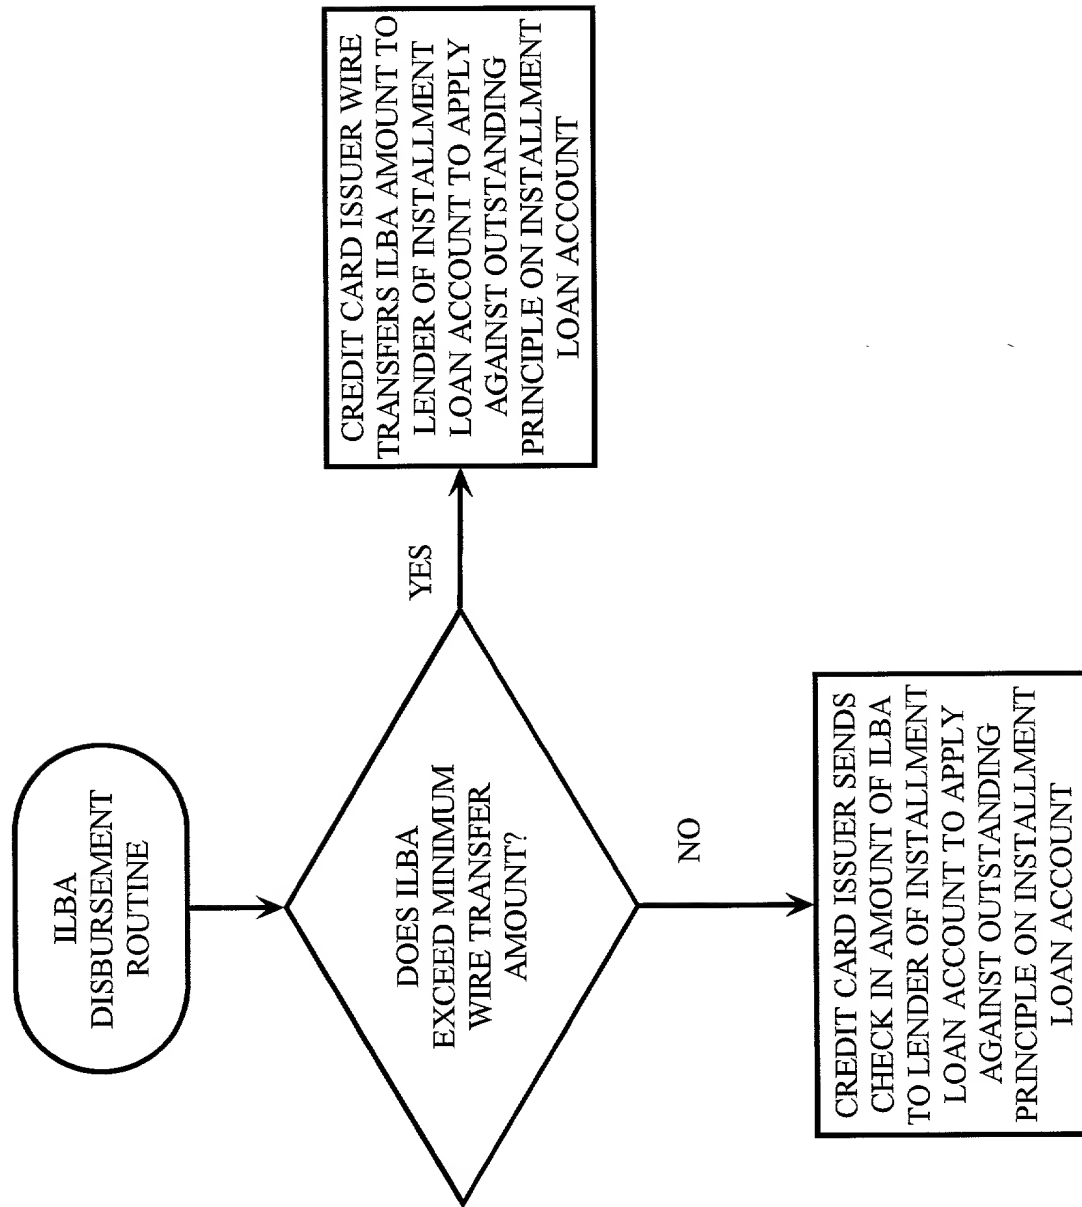 ILBA
DISBURSEMENT
ROUTINE
DOES ILBA
EXCEED MINIMUM
WIRE TRANSFER
AMOUNT?
YES
CREDIT CARD ISSUER WIRE
TRANSFERS ILBA AMOUNT TO
LENDER OF INSTALLMENT
LOAN ACCOUNT TO APPLY
AGAINST OUTSTANDING
PRINCIPLE ON INSTALLMENT
LOAN ACCOUNT
NO
CREDIT CARD ISSUER SENDS
CHECK IN AMOUNT OF ILBA
TO LENDER OF INSTALLMENT
LOAN ACCOUNT TO APPLY
AGAINST OUTSTANDING
PRINCIPLE ON INSTALLMENT
LOAN ACCOUNT